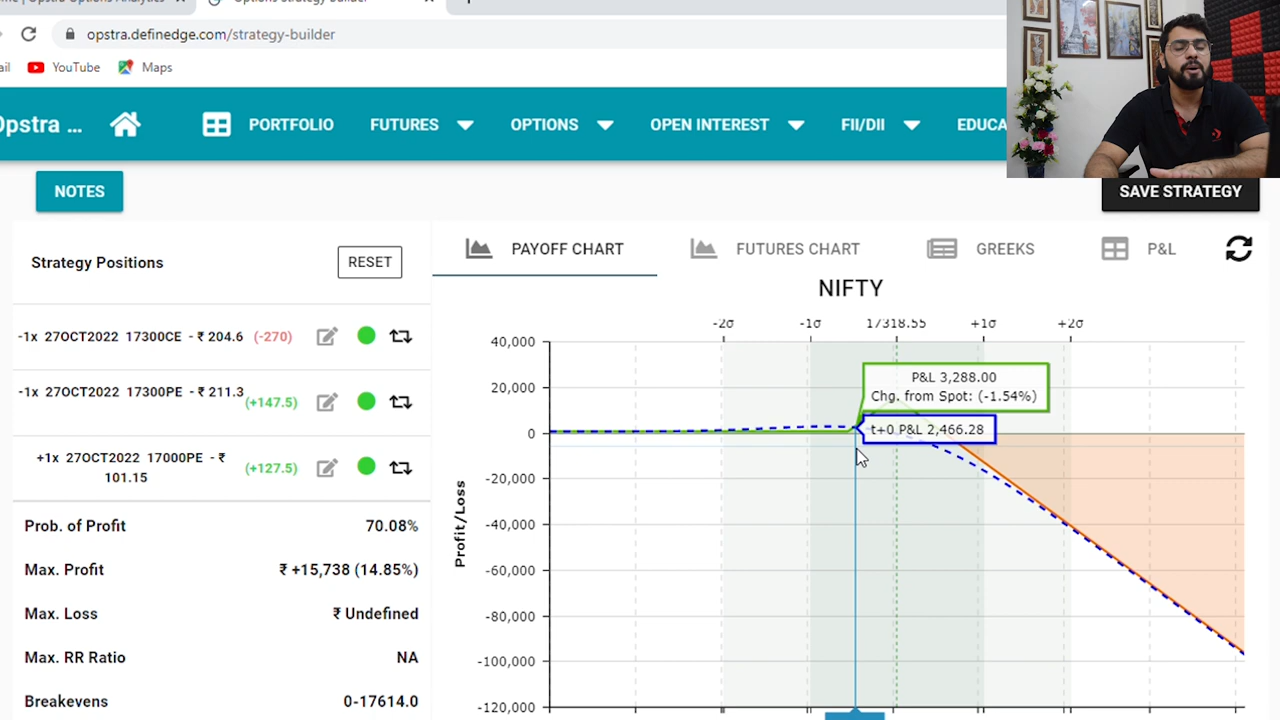 opstra.definedge.com/strategy-builder
YouTube Maps
Opstra ... PORTFOLIO FUTURES OPTIONS OPEN INTEREST FII/DII
NOTES SAVE STRATEGY
Strategy Positions RESET
-1x 27OCT2022 17300CE - ₹ 204.6 (-270)
-1x 27OCT2022 17300PE - ₹ 211.3
(+147.5)
+1x 27OCT2022 17000PE - ₹
101.15 (+127.5)
Prob. of Profit 70.08%
Max. Profit ₹ +15,738 (14.85%)
Max. Loss ₹ Undefined
Max. RR Ratio NA
Breakevens 0-17614.0
PAYOFF CHART FUTURES CHART GREEKS P&L
NIFTY
-2σ -1σ 17318.55 +1σ +2σ
40,000
20,000
0
-20,000
-40,000
-60,000
-80,000
-100,000
-120,000
Profit/Loss
P&L 3,288.00
Chg. from Spot: (-1.54%)
t+0 P&L 2,466.28